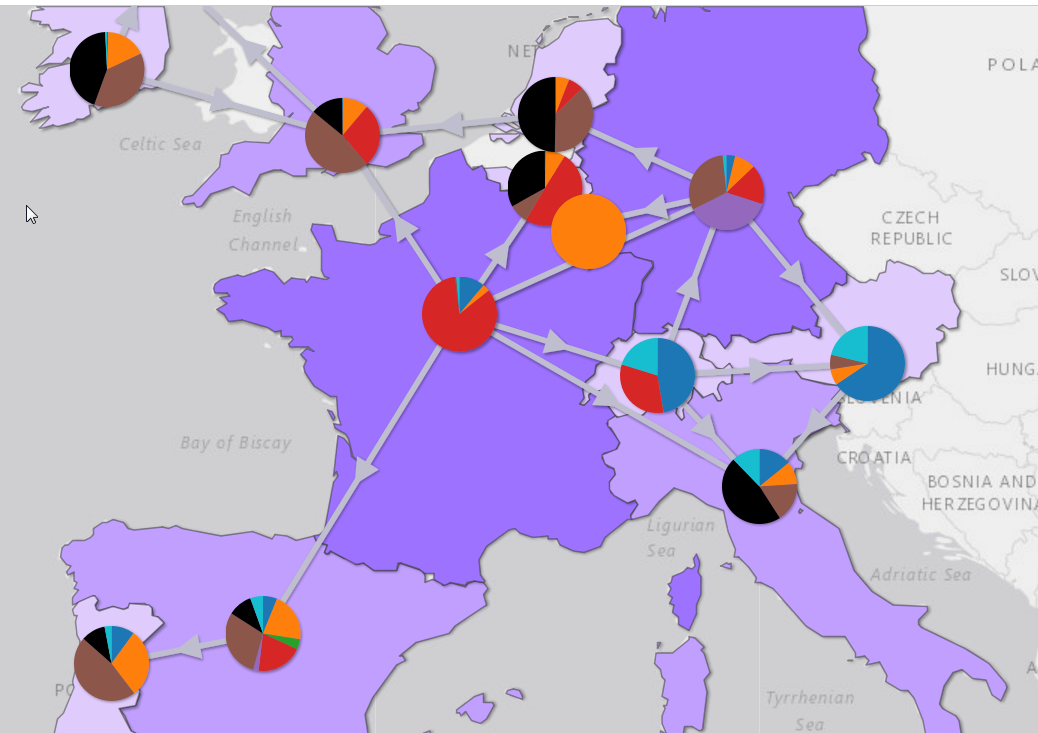 NET
POLA
Celtic Sea
English
Channel
CZECH
REPUBLIC
SLOV
HUNG
SLOVENIA
Bay of Biscay
CROATIA
BOSNIA AND
HERZEGOVINA
Ligurian
Sea
Adriatic Sea
PO
A
Tyrrhenian
Sea